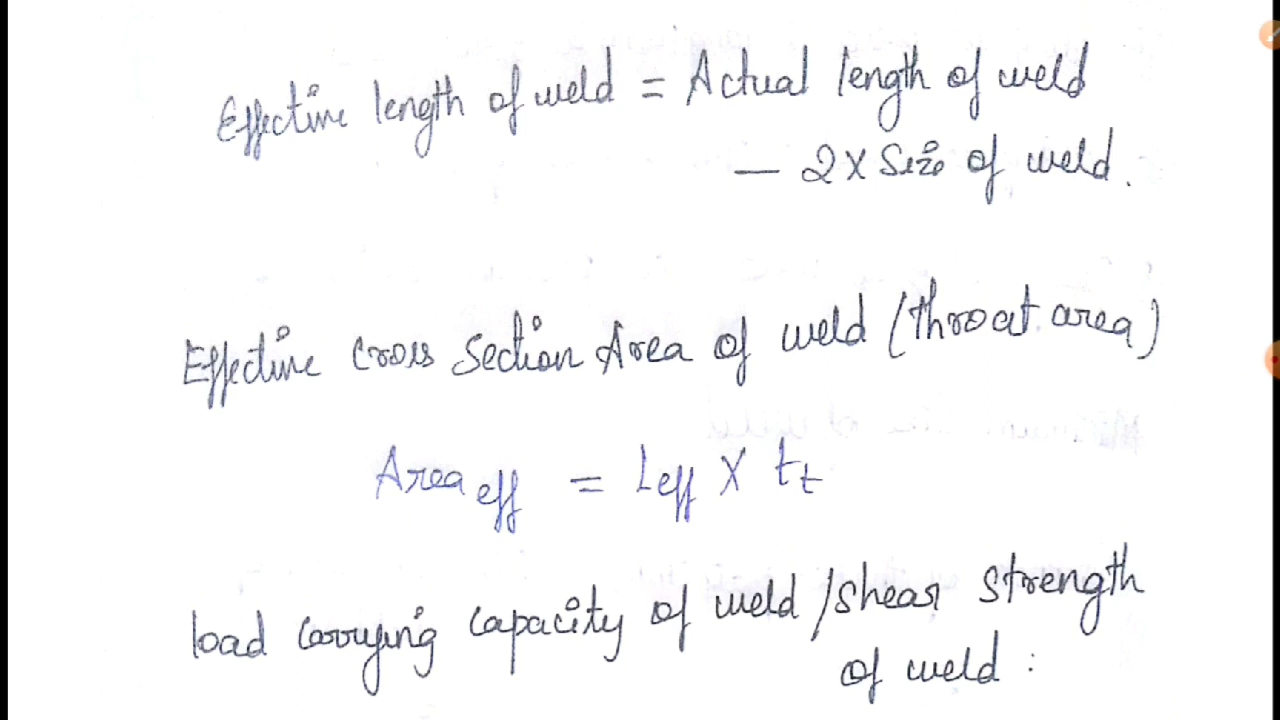 Effective length of weld = Actual length of weld
— 2 X Size of weld.
Effective cross section Area of weld (throat area)
Area eff = Leff X tt
load carrying capacity of weld / shear strength
of weld :